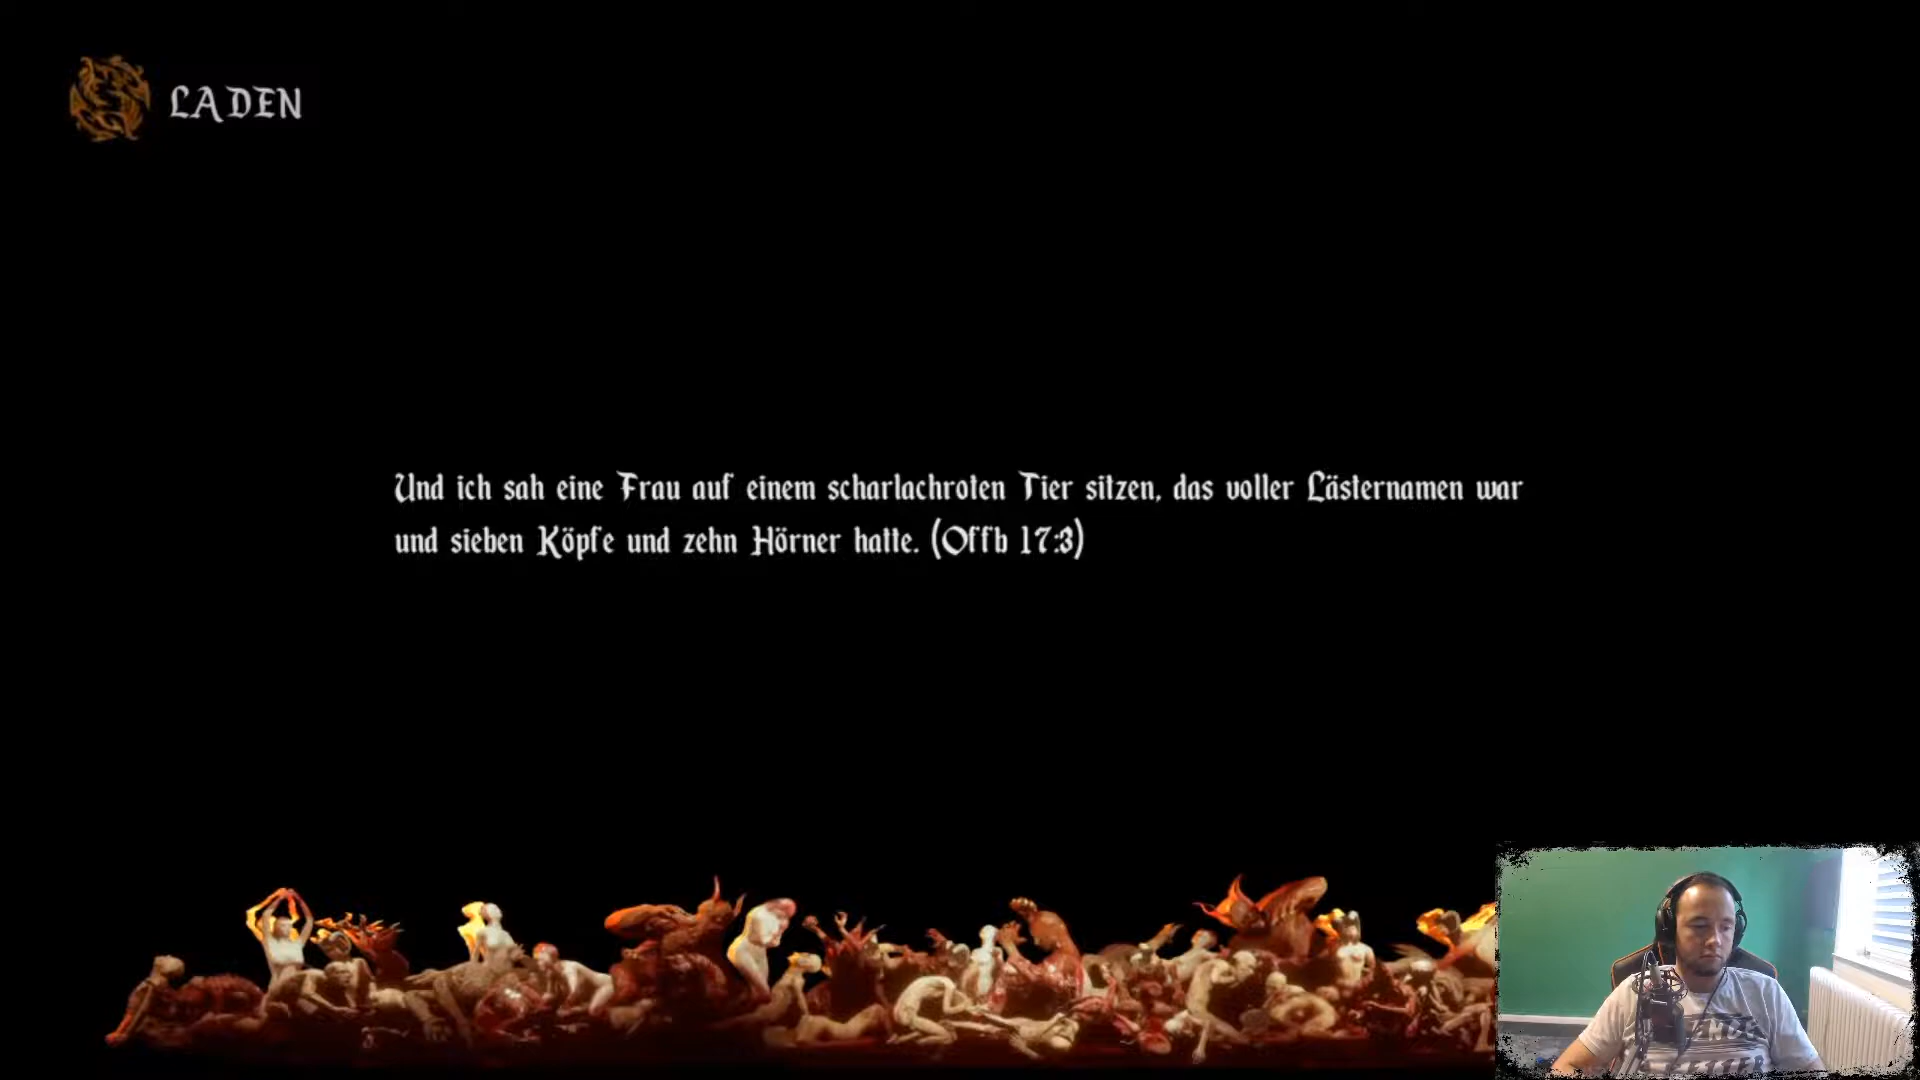 LADEN
Und ich sah eine Frau auf einem scharlachroten Tier sitzen, das voller Lästernamen war
und sieben Köpfe und zehn Hörner hatte. (Offb 17:3)